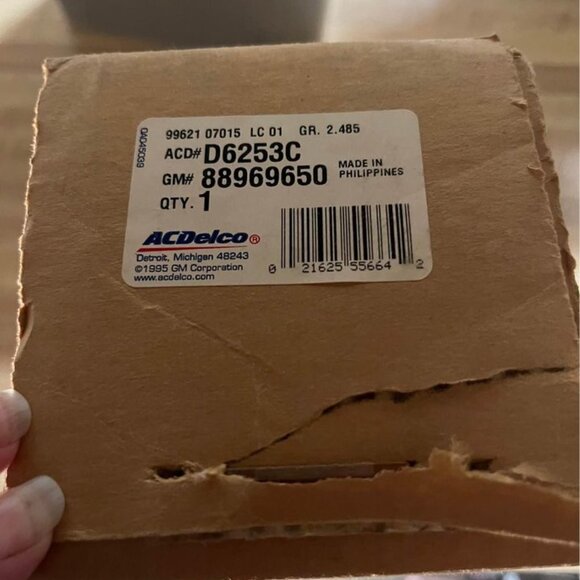 99621 07015 LC 01 GR. 2.485
ACD# D6253C
GM# 88969650
MADE IN
PHILIPPINES
QTY. 1
ACDelco®
Detroit, Michigan 48243
©1995 GM Corporation
www.acdelco.com
0 21625 55664 2
QAD45039